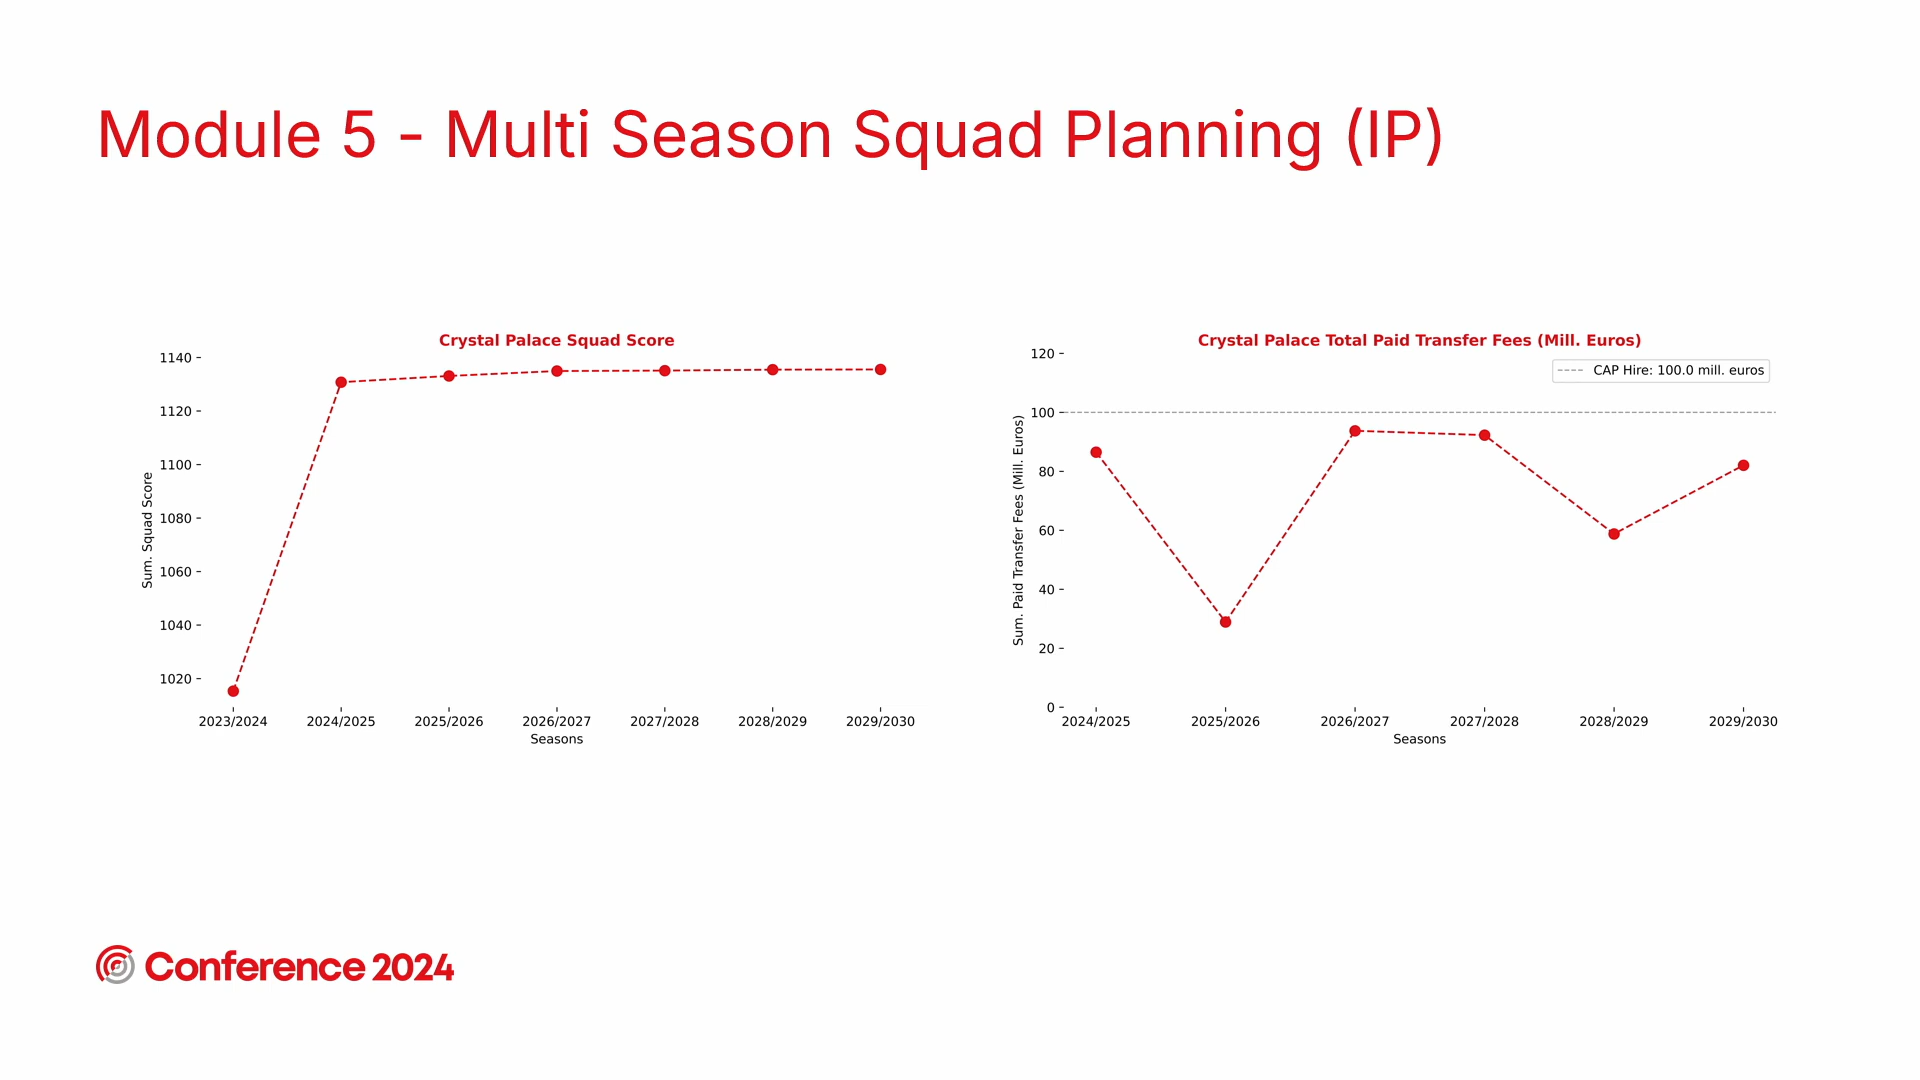 Module 5 - Multi Season Squad Planning (IP)
Crystal Palace Squad Score
1140
1120
1100
1080
1060
1040
1020
Sum. Squad Score
2023/2024 2024/2025 2025/2026 2026/2027 2027/2028 2028/2029 2029/2030
Seasons
Crystal Palace Total Paid Transfer Fees (Mill. Euros)
CAP Hire: 100.0 mill. euros
120
100
80
60
40
20
0
Sum. Paid Transfer Fees (Mill. Euros)
2024/2025 2025/2026 2026/2027 2027/2028 2028/2029 2029/2030
Seasons
Conference 2024